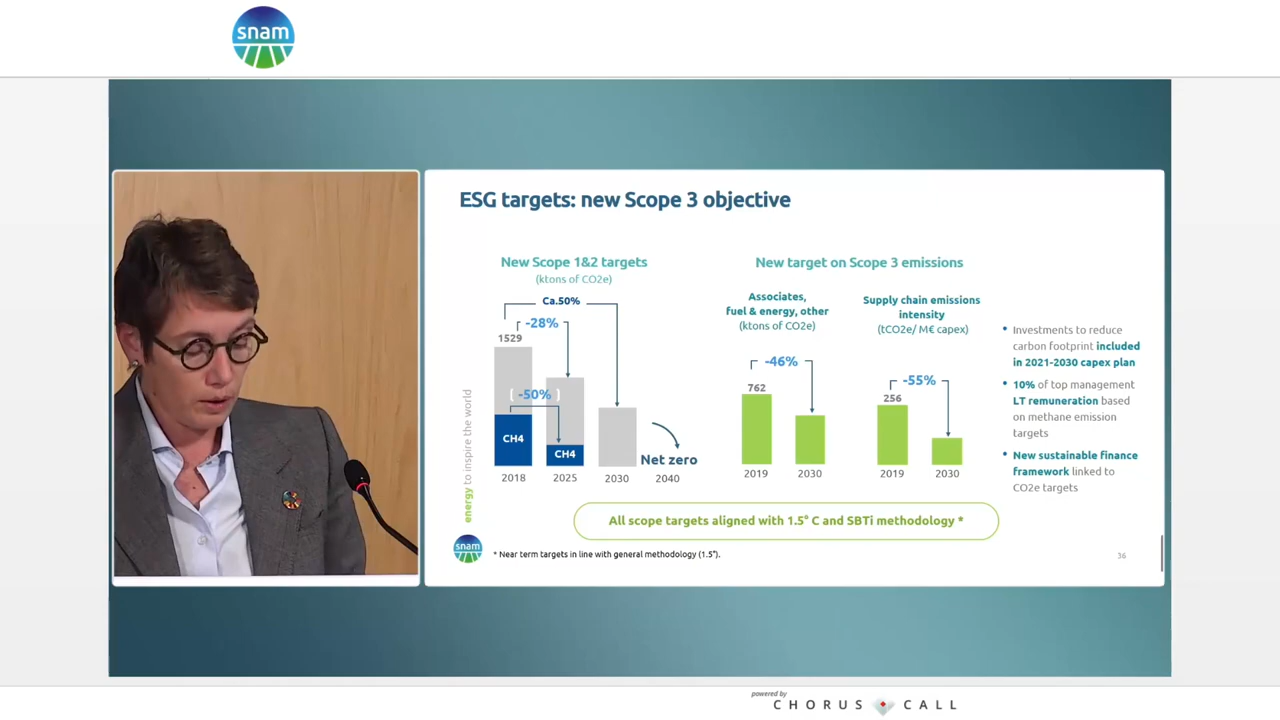 snam
ESG targets: new Scope 3 objective
New Scope 1&2 targets
(ktons of CO2e)
Ca.50%
-28%
1529
-50%
CH4
CH4
2018
2025
2030
2040
Net zero
New target on Scope 3 emissions
Associates,
fuel & energy, other
(ktons of CO2e)
-46%
762
2019
2030
Supply chain emissions
intensity
(tCO2e/ M€ capex)
-55%
256
2019
2030
• Investments to reduce
carbon footprint included
in 2021-2030 capex plan
• 10% of top management
LT remuneration based
on methane emission
targets
• New sustainable finance
framework linked to
CO2e targets
energy to inspire the world
All scope targets aligned with 1.5° C and SBTi methodology *
snam
* Near term targets in line with general methodology (1.5°).
36
powered by
CHORUS CALL